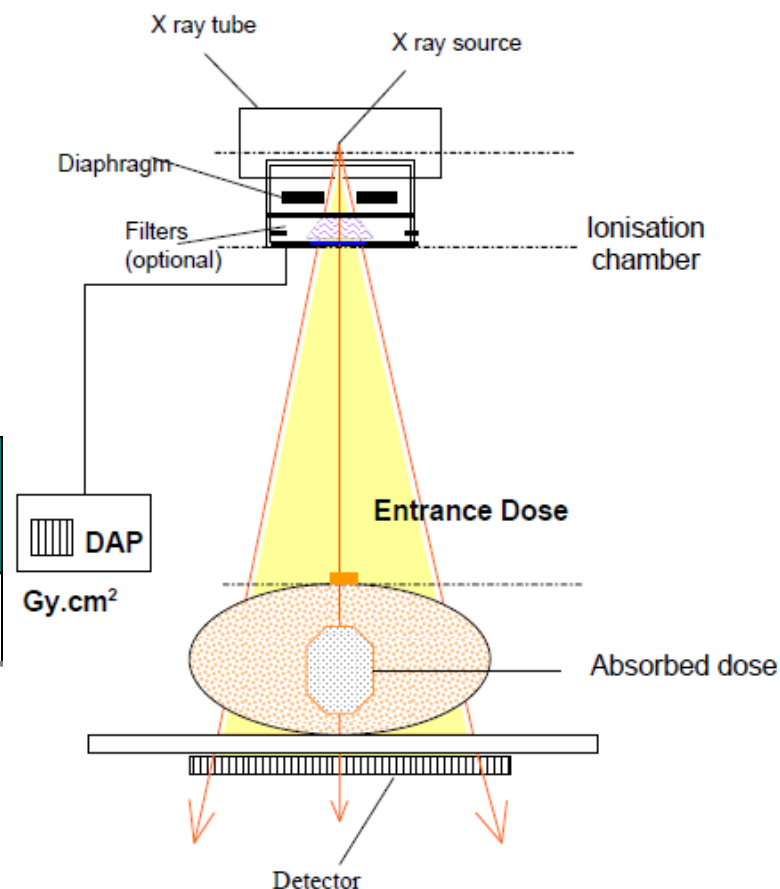 X ray tube
X ray source
Diaphragm
Filters
(optional)
Ionisation
chamber
Entrance Dose
DAP
Gy.cm²
Absorbed dose
Detector